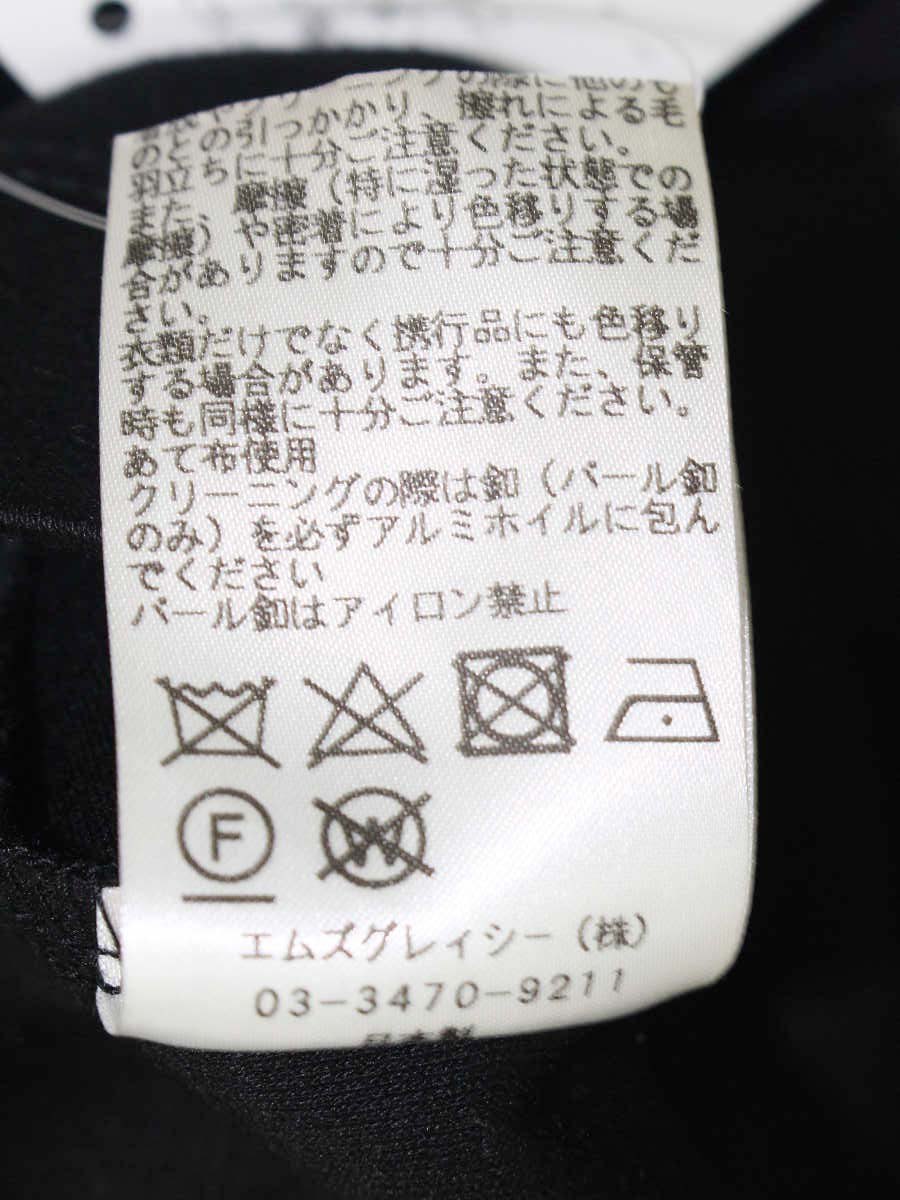 の引っかかり、擦れによる毛
羽立ちに十分ご注意ください。
また、摩擦（特に湿った状態での
摩擦）や密着により色移りする場
合がありますので十分ご注意くだ
さい。
衣類だけでなく携行品にも色移り
する場合があります。また、保管
時も同様に十分ご注意ください。
あて布使用
クリーニングの際は釦（パール釦
のみ）を必ずアルミホイルに包ん
でください
パール釦はアイロン禁止
F
W
エムズグレイシー（株）
03-3470-9211
日本製